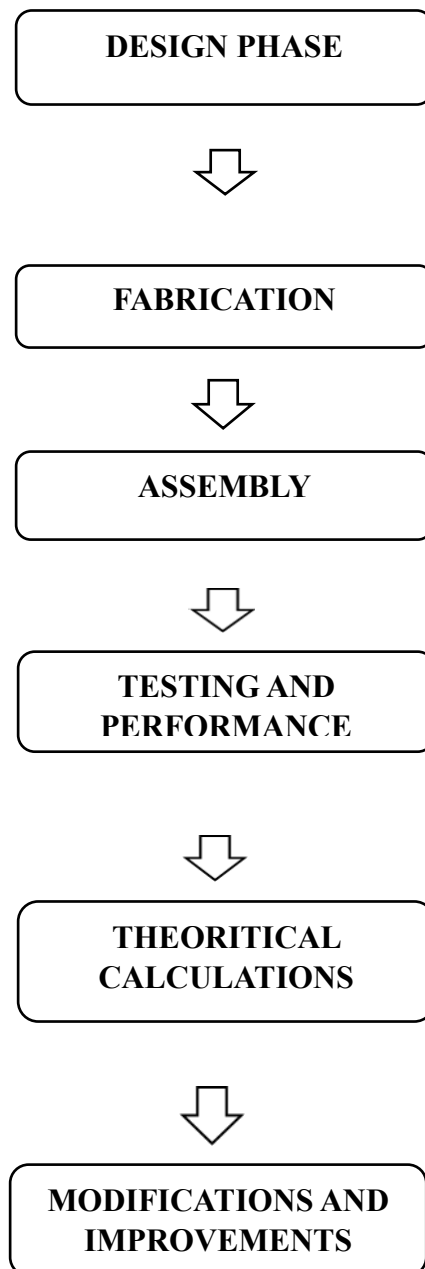 DESIGN PHASE
FABRICATION
ASSEMBLY
TESTING AND
PERFORMANCE
THEORITICAL
CALCULATIONS
MODIFICATIONS AND
IMPROVEMENTS